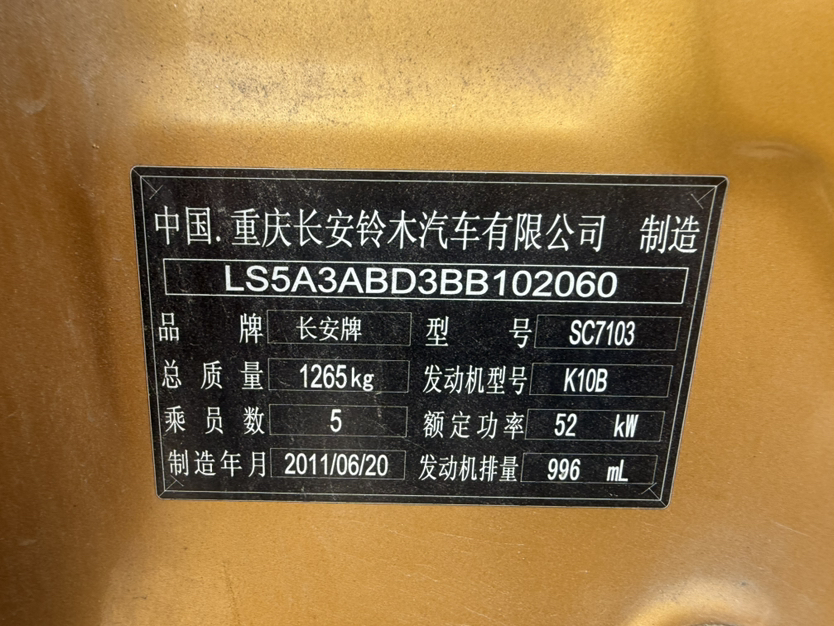 中国.重庆长安铃木汽车有限公司 制造
LS5A3ABD3BB102060
品牌 长安牌 型号 SC7103
总质量 1265kg 发动机型号 K10B
乘员数 5 额定功率 52 kW
制造年月 2011/06/20 发动机排量 996 mL